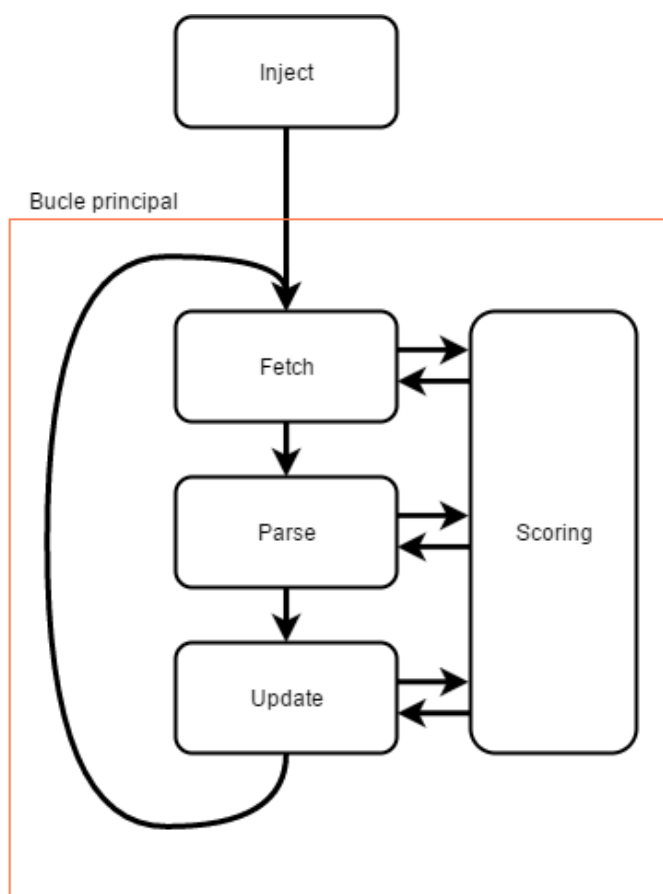 Inject
Bucle principal
Fetch
Parse
Scoring
Update